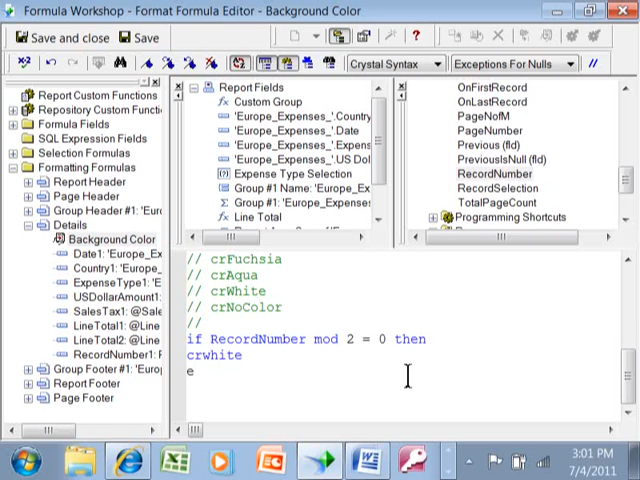 Formula Workshop - Format Formula Editor - Background Color
Save and close Save
Crystal Syntax Exceptions For Nulls //
Report Custom Functions
Repository Custom Functi
Formula Fields
SQL Expression Fields
Selection Formulas
Formatting Formulas
Report Header
Page Header
Group Header #1: 'Eur
Details
Background Color
Date1: 'Europe_Ex
Country1: 'Europe_
ExpenseType1: 'E
USDollarAmount1:
SalesTax1: @Sale
LineTotal1: @Line
LineTotal2: @Line
RecordNumber1: F
Group Footer #1: 'Euro
Report Footer
Page Footer
Report Fields
Custom Group
'Europe_Expenses_'.Country
'Europe_Expenses_'.Date
'Europe_Expenses_'.Expens
'Europe_Expenses_'.US Dol
Expense Type Selection
Group #1 Name: 'Europe_Ex
Group #1: 'Europe_Expenses
Line Total
OnFirstRecord
OnLastRecord
PageNofM
PageNumber
Previous (fld)
PreviousIsNull (fld)
RecordNumber
RecordSelection
TotalPageCount
Programming Shortcuts
// crFuchsia
// crAqua
// crWhite
// crNoColor
//
if RecordNumber mod 2 = 0 then
crwhite
e
3:01 PM
7/4/2011